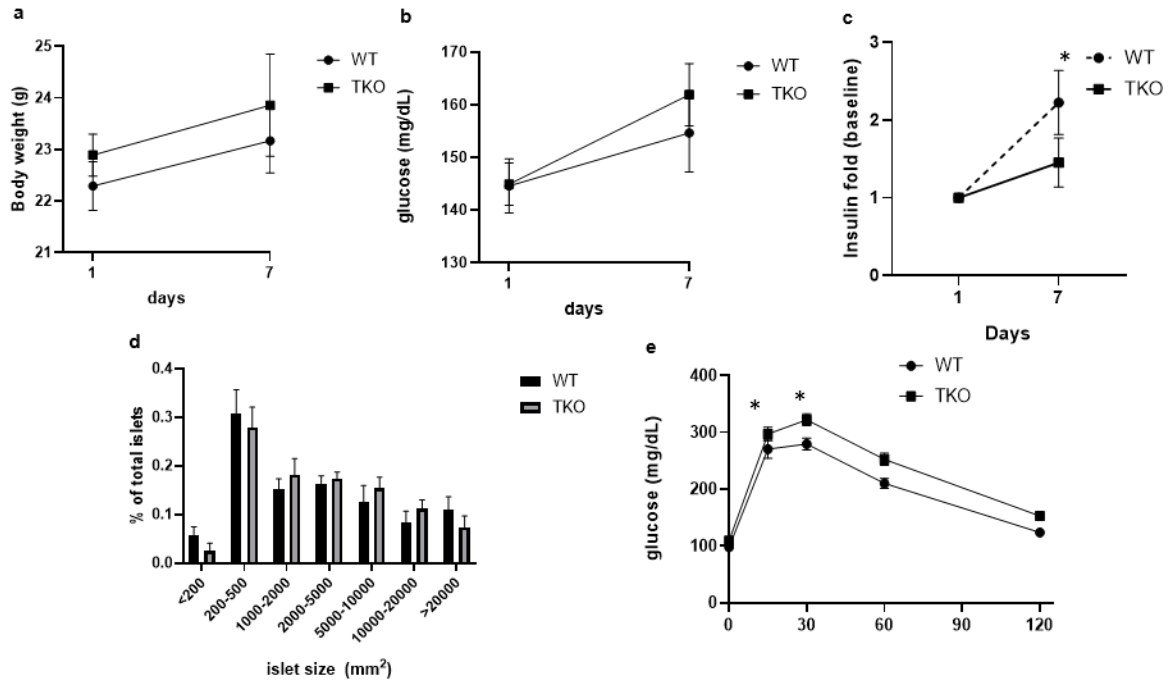 a
25
24
23
22
21
Body weight (g)
1
7
days
WT
TKO
b
170
160
150
140
130
glucose (mg/dL)
1
7
days
WT
TKO
c
3
2
1
0
Insulin fold (baseline)
*
1
7
Days
WT
TKO
d
0.4
0.3
0.2
0.1
0.0
% of total islets
<200
200-500
1000-2000
2000-5000
5000-10000
10000-20000
>20000
islet size (mm²)
WT
TKO
e
400
300
200
100
0
glucose (mg/dL)
* *
0
30
60
90
120
WT
TKO